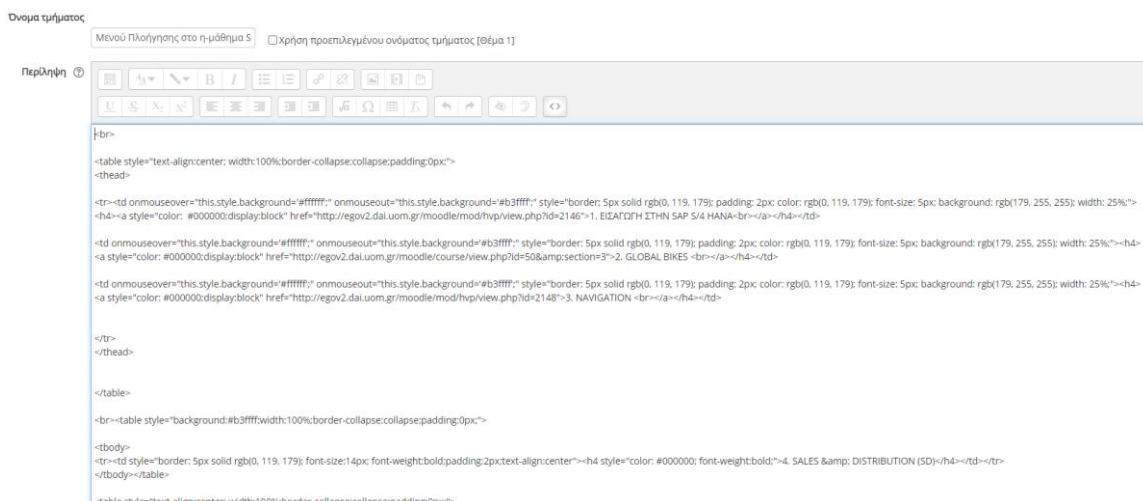 Όνομα τμήματος
Μενού Πλοήγησης στο η-μάθημα S
Χρήση προεπιλεγμένου ονόματος τμήματος [Θέμα 1]
Περίληψη
<br>
<table style="text-align:center; width:100%;border-collapse:collapse;padding:0px;">
<thead>
<tr><td onmouseover="this.style.background='#ffffff';" onmouseout="this.style.background='#b3ffff';" style="border: 5px solid rgb(0, 119, 179); padding: 2px; color: rgb(0, 119, 179); font-size: 5px; background: rgb(179, 255, 255); width: 25%;">
<h4><a style="color:  #000000;display:block" href="http://egov2.dai.uom.gr/moodle/mod/hvp/view.php?id=2146">1. ΕΙΣΑΓΩΓΗ ΣΤΗΝ SAP S/4 HANA<br></a></h4></td>
<td onmouseover="this.style.background='#ffffff';" onmouseout="this.style.background='#b3ffff';" style="border: 5px solid rgb(0, 119, 179); padding: 2px; color: rgb(0, 119, 179); font-size: 5px; background: rgb(179, 255, 255); width: 25%;"><h4>
<a style="color: #000000;display:block" href="http://egov2.dai.uom.gr/moodle/course/view.php?id=50&amp;section=3">2. GLOBAL BIKES <br></a></h4></td>
<td onmouseover="this.style.background='#ffffff';" onmouseout="this.style.background='#b3ffff';" style="border: 5px solid rgb(0, 119, 179); padding: 2px; color: rgb(0, 119, 179); font-size: 5px; background: rgb(179, 255, 255); width: 25%;"><h4>
<a style="color: #000000;display:block" href="http://egov2.dai.uom.gr/moodle/mod/hvp/view.php?id=2148">3. NAVIGATION <br></a></h4></td>
</tr>
</thead>
</table>
<br><table style="background:#b3ffff;width:100%;border-collapse:collapse;padding:0px;">
<tbody>
<tr><td style="border: 5px solid rgb(0, 119, 179); font-size:14px; font-weight:bold;padding:2px;text-align:center"><h4 style="color: #000000; font-weight:bold;">4. SALES &amp; DISTRIBUTION (SD)</h4></td></tr>
</tbody></table>
<table style="text-align:center; width:100%;border-collapse:collapse;padding:0px;">